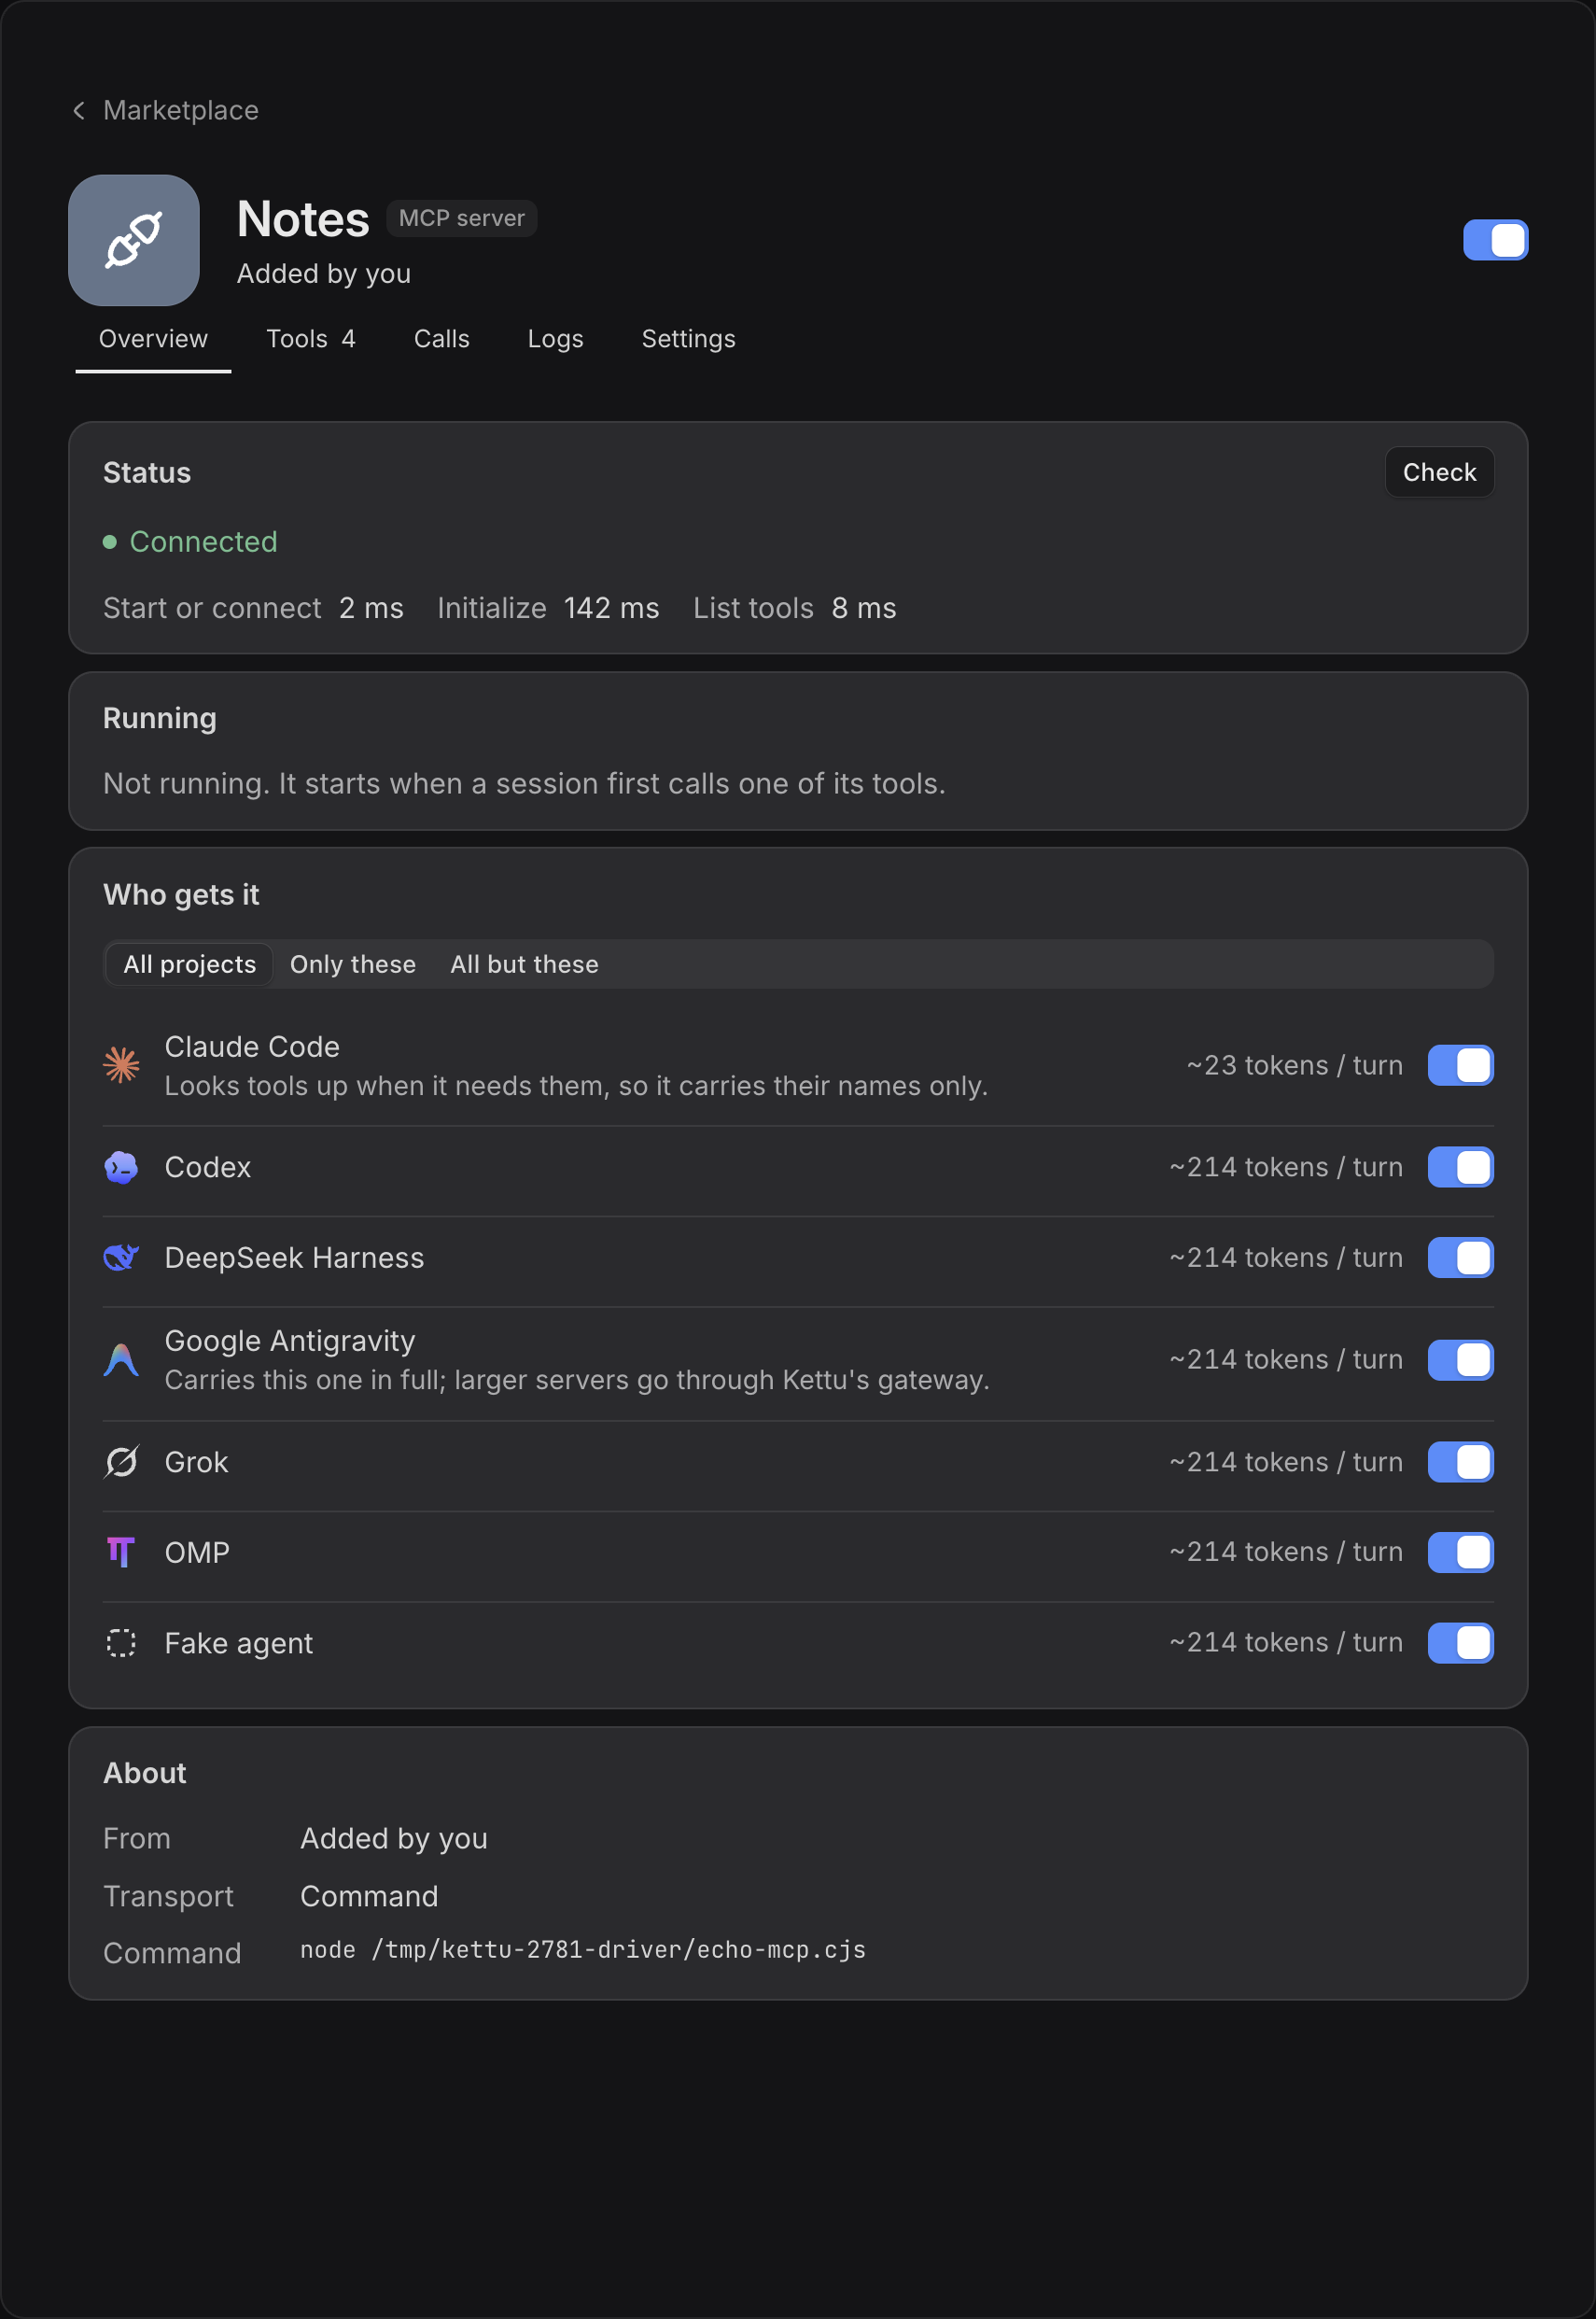 Marketplace
Notes MCP server
Added by you
Overview Tools 4 Calls Logs Settings
Status Check
Connected
Start or connect 2 ms Initialize 142 ms List tools 8 ms
Running
Not running. It starts when a session first calls one of its tools.
Who gets it
All projects Only these All but these
Claude Code
Looks tools up when it needs them, so it carries their names only.
~23 tokens / turn
Codex ~214 tokens / turn
DeepSeek Harness ~214 tokens / turn
Google Antigravity
Carries this one in full; larger servers go through Kettu's gateway.
~214 tokens / turn
Grok ~214 tokens / turn
OMP ~214 tokens / turn
Fake agent ~214 tokens / turn
About
From Added by you
Transport Command
Command node /tmp/kettu-2781-driver/echo-mcp.cjs